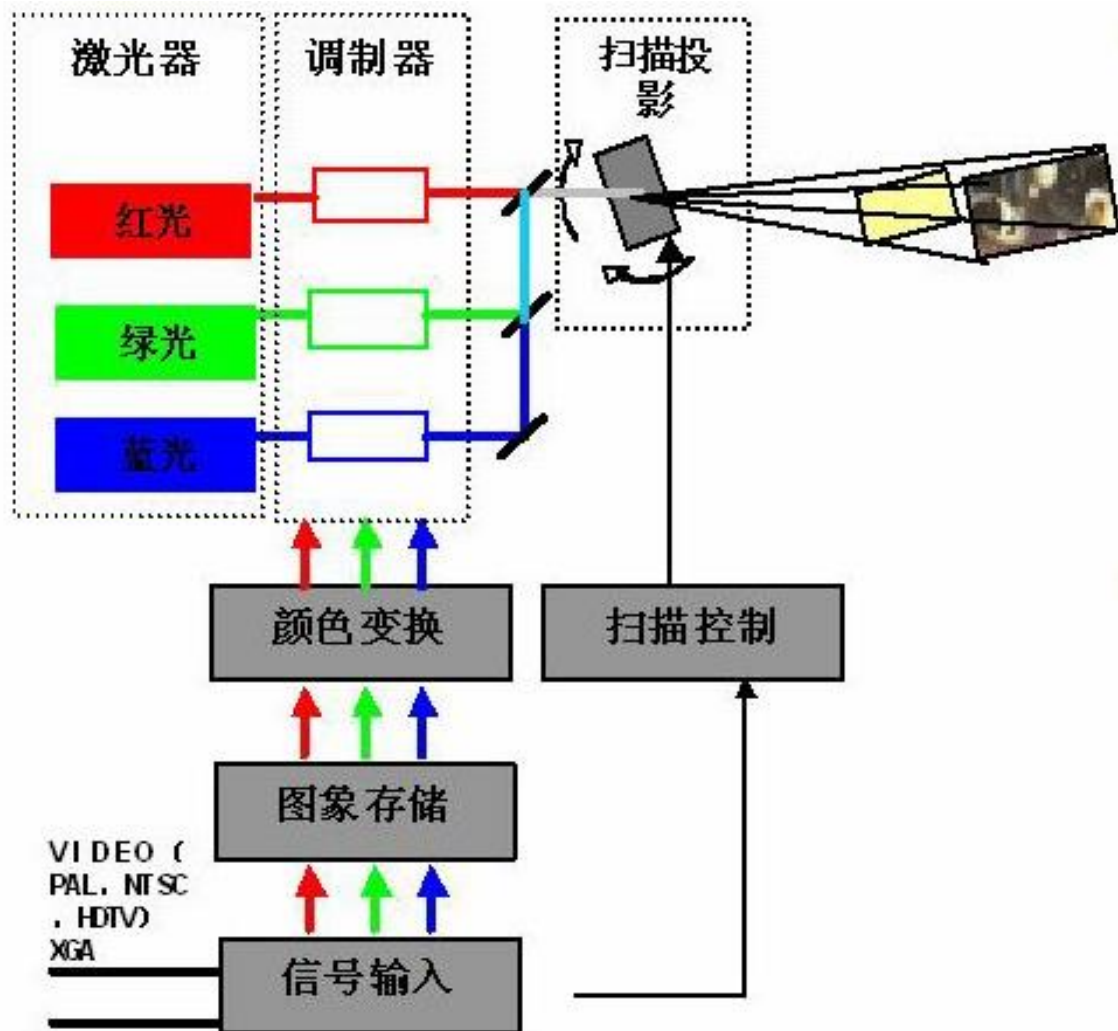 激光器
调制器
扫描投
影
红光
绿光
蓝光
颜色变换
扫描控制
图象存储
VIDEO (
PAL. NTSC
. HDTV)
XGA
信号输入